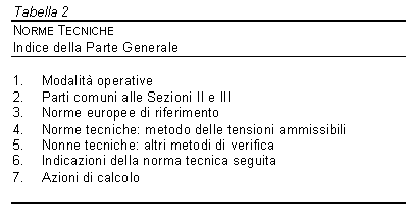 Tabella 2
NORME TECNICHE
Indice della Parte Generale
1. Modalità operative
2. Parti comuni alle Sezioni II e III
3. Norme europee di riferimento
4. Norme tecniche: metodo delle tensioni ammissibili
5. Nonne tecniche: altri metodi di verifica
6. Indicazioni della norma tecnica seguita
7. Azioni di calcolo